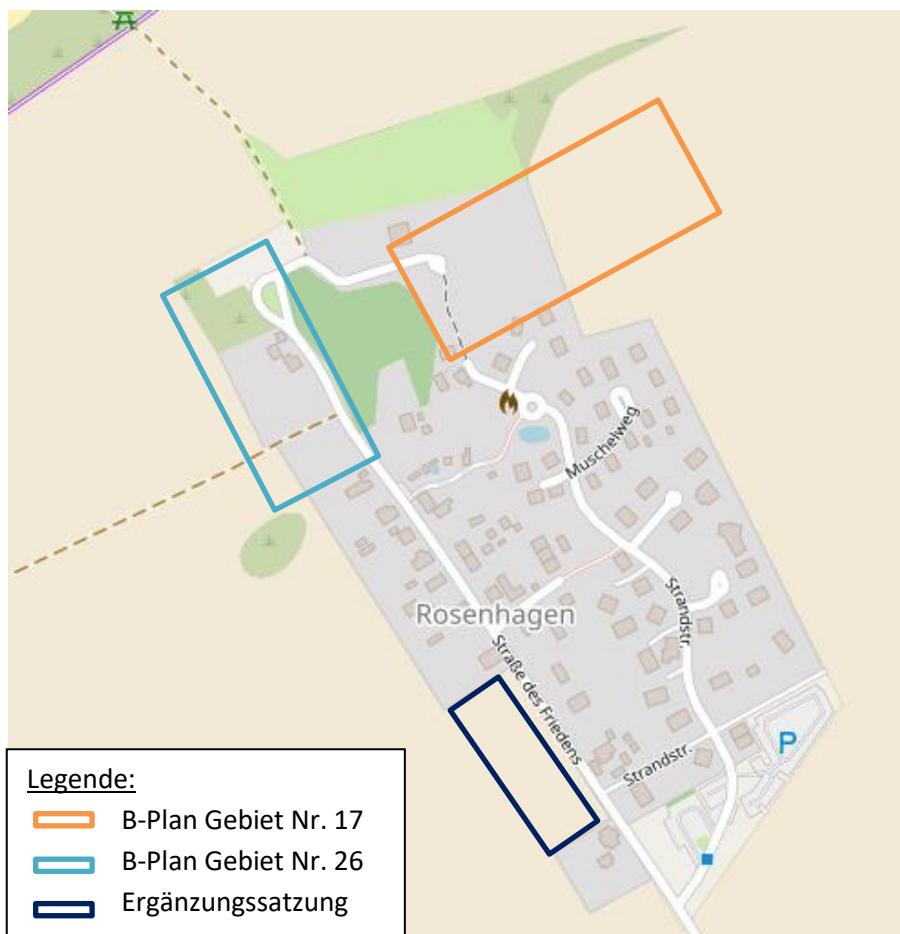 Muschelweg
Rosenhagen
Strandstr.
Straße des Friedens
Strandstr.
P
Legende:
B-Plan Gebiet Nr. 17
B-Plan Gebiet Nr. 26
Ergänzungssatzung